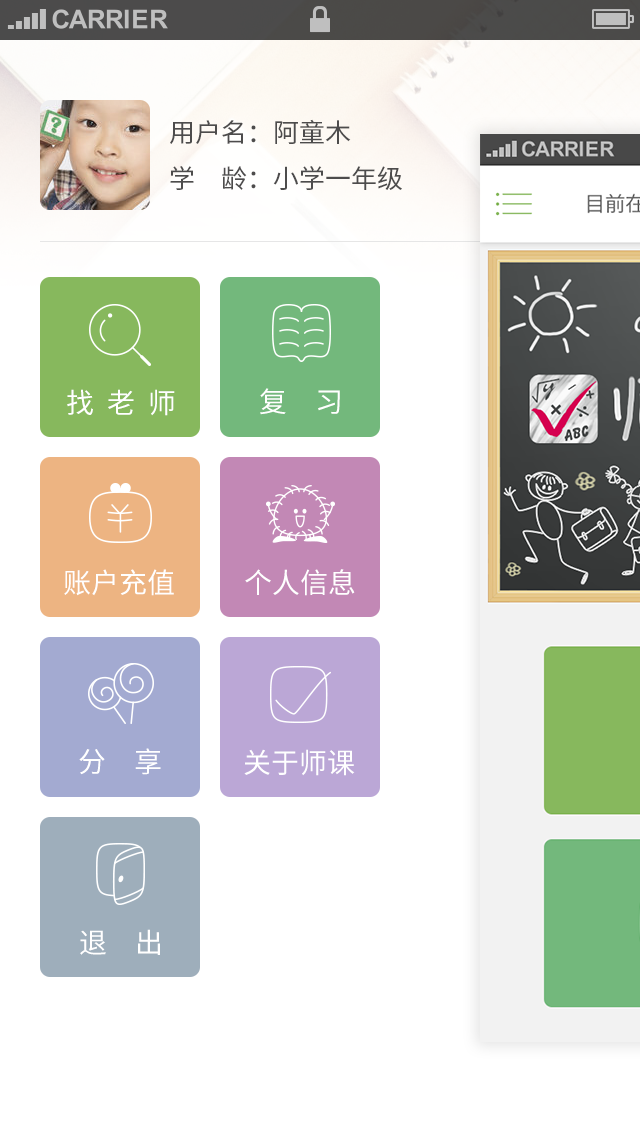 CARRIER
用户名：阿童木
学 龄：小学一年级
CARRIER
目前在
ABC
找 老 师
复 习
账户充值
个人信息
分 享
关于师课
退 出